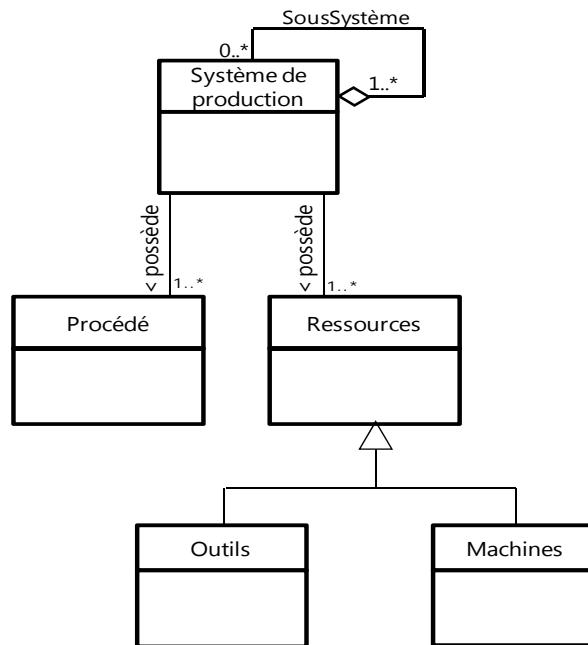 SousSystème
0..*
Système de
production
1..*
< possède
< possède
1..*
1..*
Procédé
Ressources
Outils
Machines